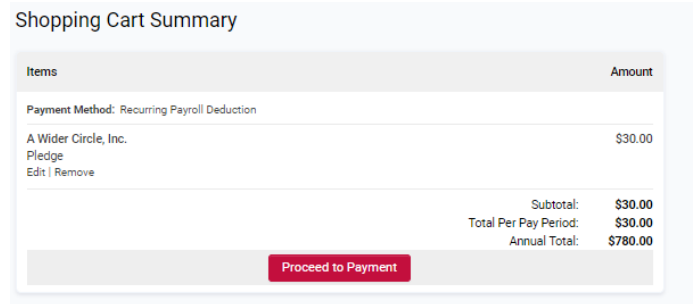 Shopping Cart Summary
Items Amount
Payment Method: Recurring Payroll Deduction
A Wider Circle, Inc. $30.00
Pledge
Edit | Remove
Subtotal: $30.00
Total Per Pay Period: $30.00
Annual Total: $780.00
Proceed to Payment